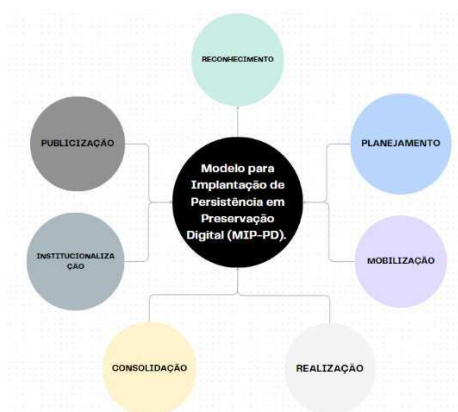 RECONHECIMENTO
PUBLICIZAÇÃO
PLANEJAMENTO
Modelo para
Implantação de
Persistência em
Preservação
Digital (MIP-PD).
INSTITUCIONALIZA
ÇÃO
MOBILIZAÇÃO
CONSOLIDAÇÃO
REALIZAÇÃO